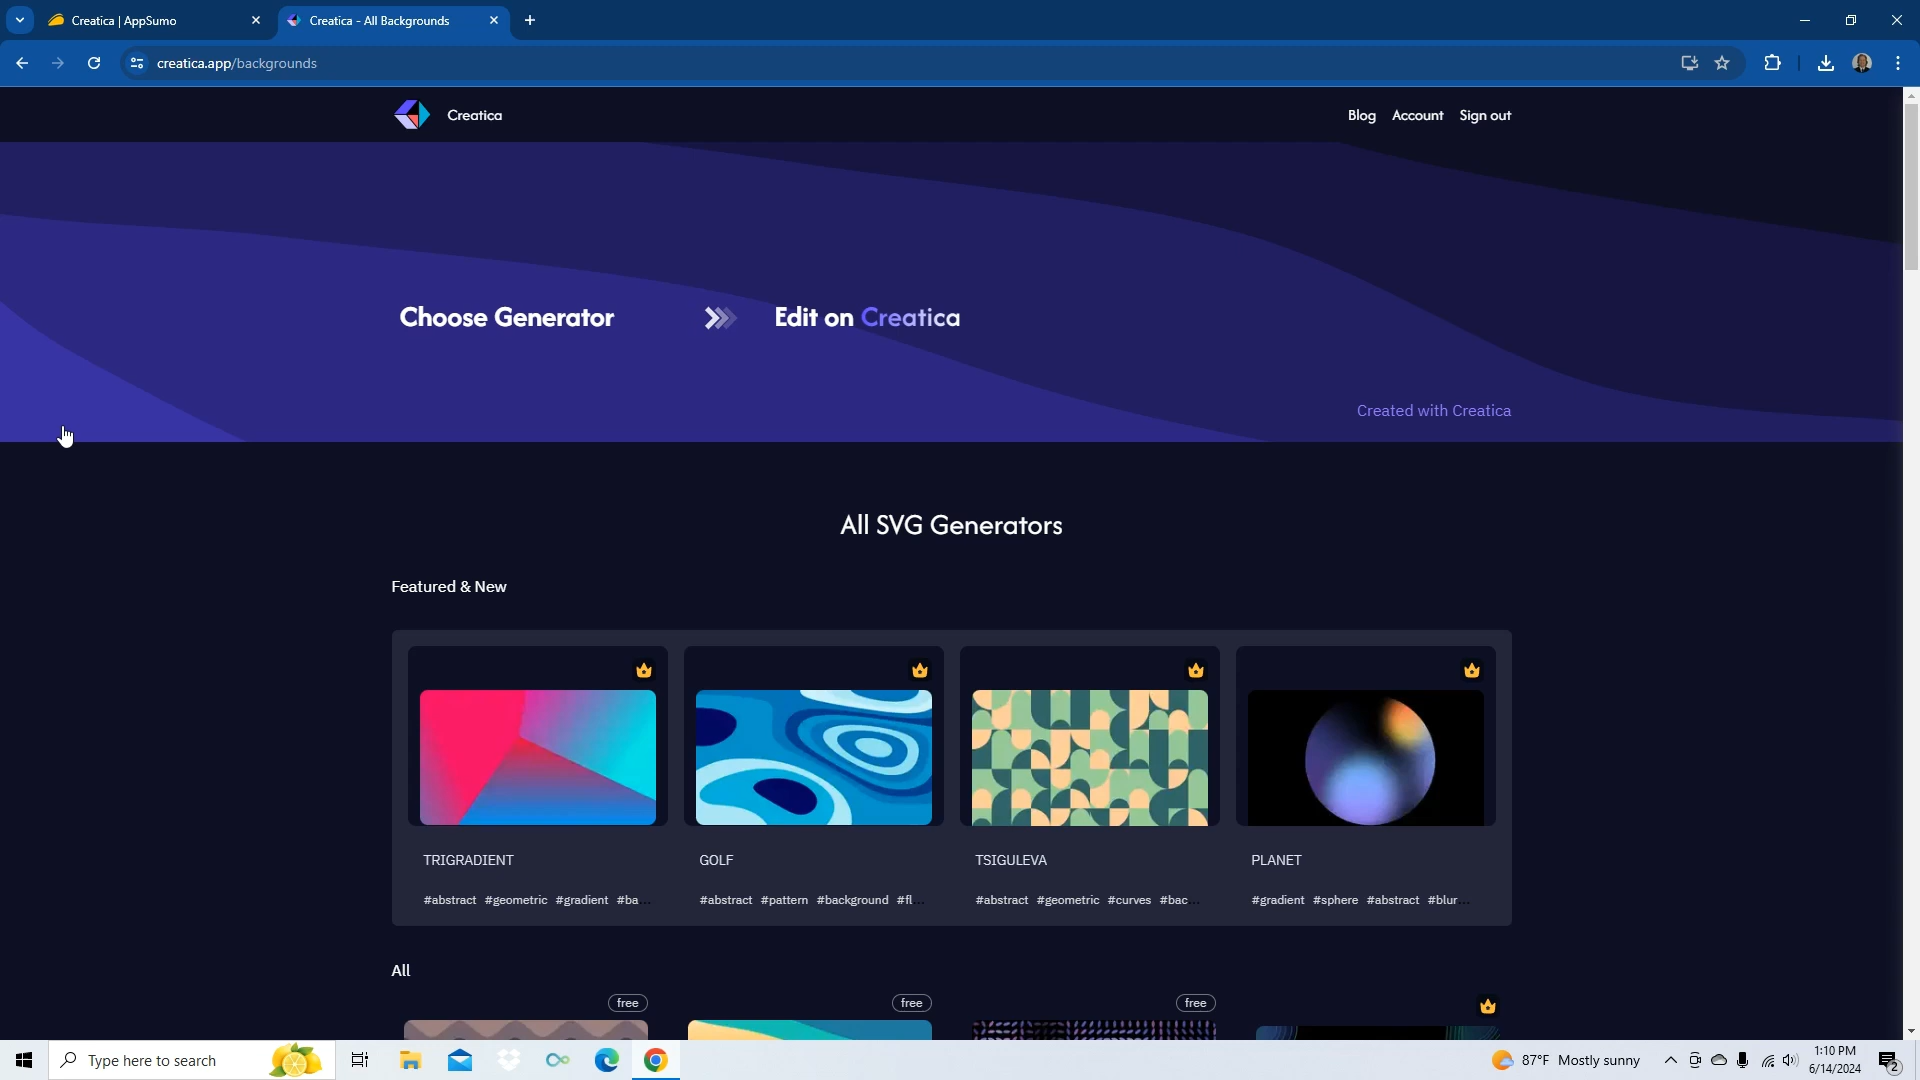 Creatica | AppSumo
Creatica - All Backgrounds
creatica.app/backgrounds
Creatica
Blog
Account
Sign out
Choose Generator
Edit on Creatica
Created with Creatica
All SVG Generators
Featured & New
TRIGRADIENT
GOLF
TSIGULEVA
PLANET
#abstract #geometric #gradient #ba...
#abstract #pattern #background #fl...
#abstract #geometric #curves #bac...
#gradient #sphere #abstract #blur...
All
free
free
free
Type here to search
87°F Mostly sunny
1:10 PM
6/14/2024
2